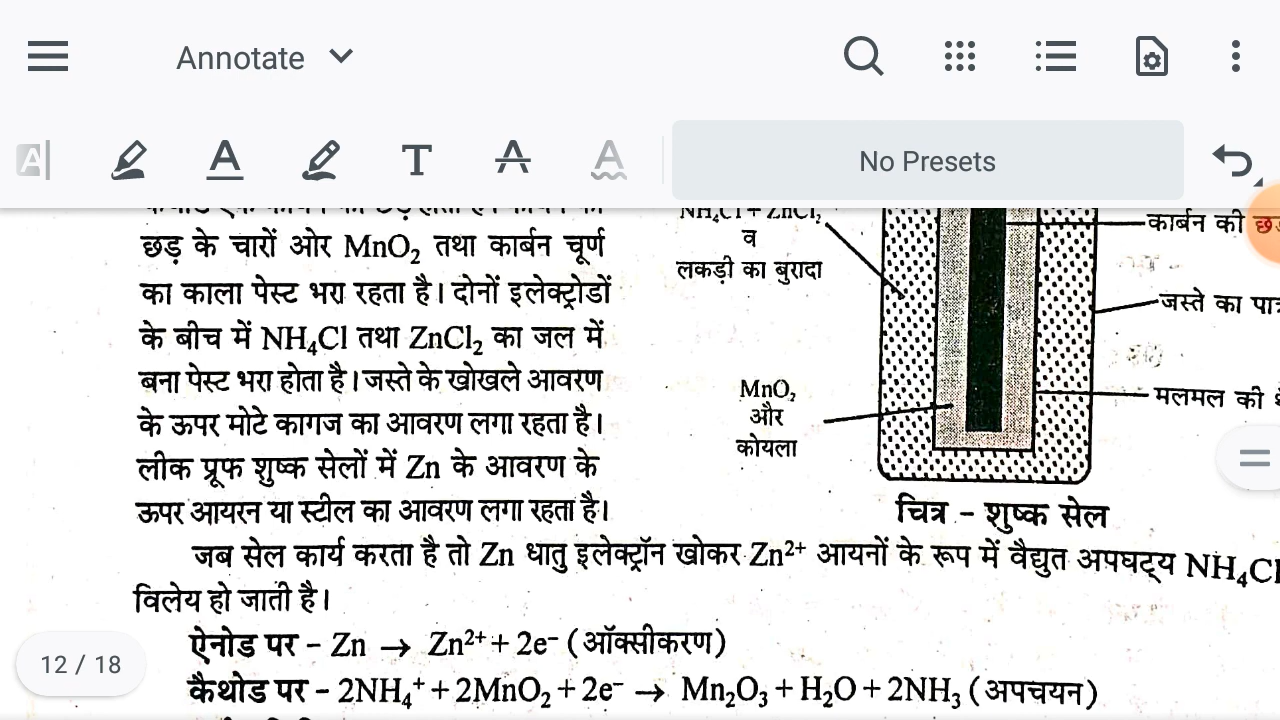 Annotate
A A T A A No Presets
NH₄Cl + ZnCl₂
व
लकड़ी का बुरादा
कार्बन की
छड़ के चारों ओर MnO₂ तथा कार्बन चूर्ण
का काला पेस्ट भरा रहता है। दोनों इलेक्ट्रोडों
के बीच में NH₄Cl तथा ZnCl₂ का जल में
बना पेस्ट भरा होता है। जस्ते के खोखले आवरण
के ऊपर मोटे कागज का आवरण लगा रहता है।
लीक प्रूफ शुष्क सेलों में Zn के आवरण के
ऊपर आयरन या स्टील का आवरण लगा रहता है।
जस्ते का
MnO₂
और
कोयला
मलमल की
चित्र - शुष्क सेल
जब सेल कार्य करता है तो Zn धातु इलेक्ट्रॉन खोकर Zn²⁺ आयनों के रूप में वैद्युत अपघट्य NH₄Cl
विलेय हो जाती है।
ऐनोड पर – Zn → Zn²⁺ + 2e⁻ (ऑक्सीकरण)
कैथोड पर – 2NH₄⁺ + 2MnO₂ + 2e⁻ → Mn₂O₃ + H₂O + 2NH₃ (अपचयन)
12 / 18